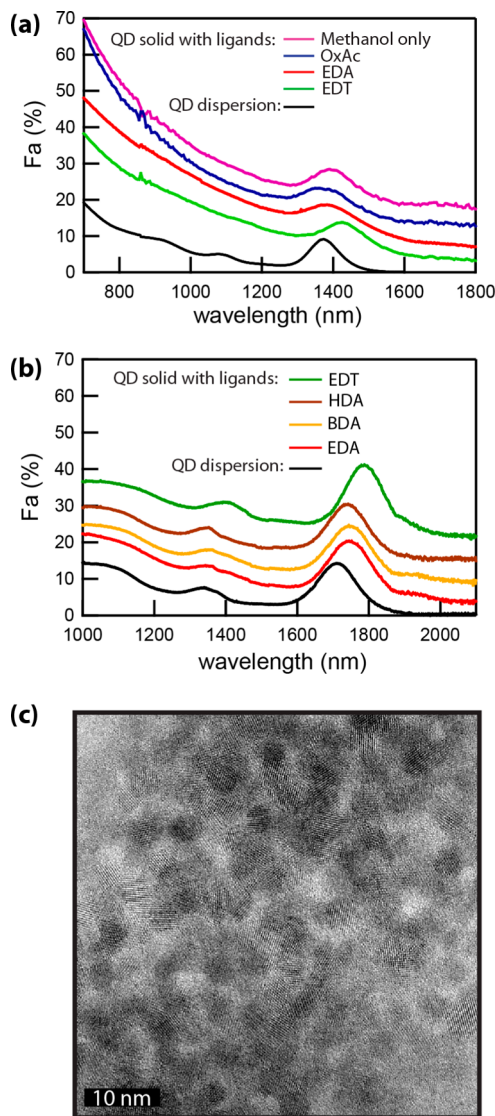 (a)
70
60
50
40
30
20
10
0
Fa (%)
QD solid with ligands:
Methanol only
OxAc
EDA
EDT
QD dispersion:
800 1000 1200 1400 1600 1800
wavelength (nm)
(b)
70
60
50
40
30
20
10
0
Fa (%)
QD solid with ligands:
EDT
HDA
BDA
EDA
QD dispersion:
1000 1200 1400 1600 1800 2000
wavelength (nm)
(c)
10 nm